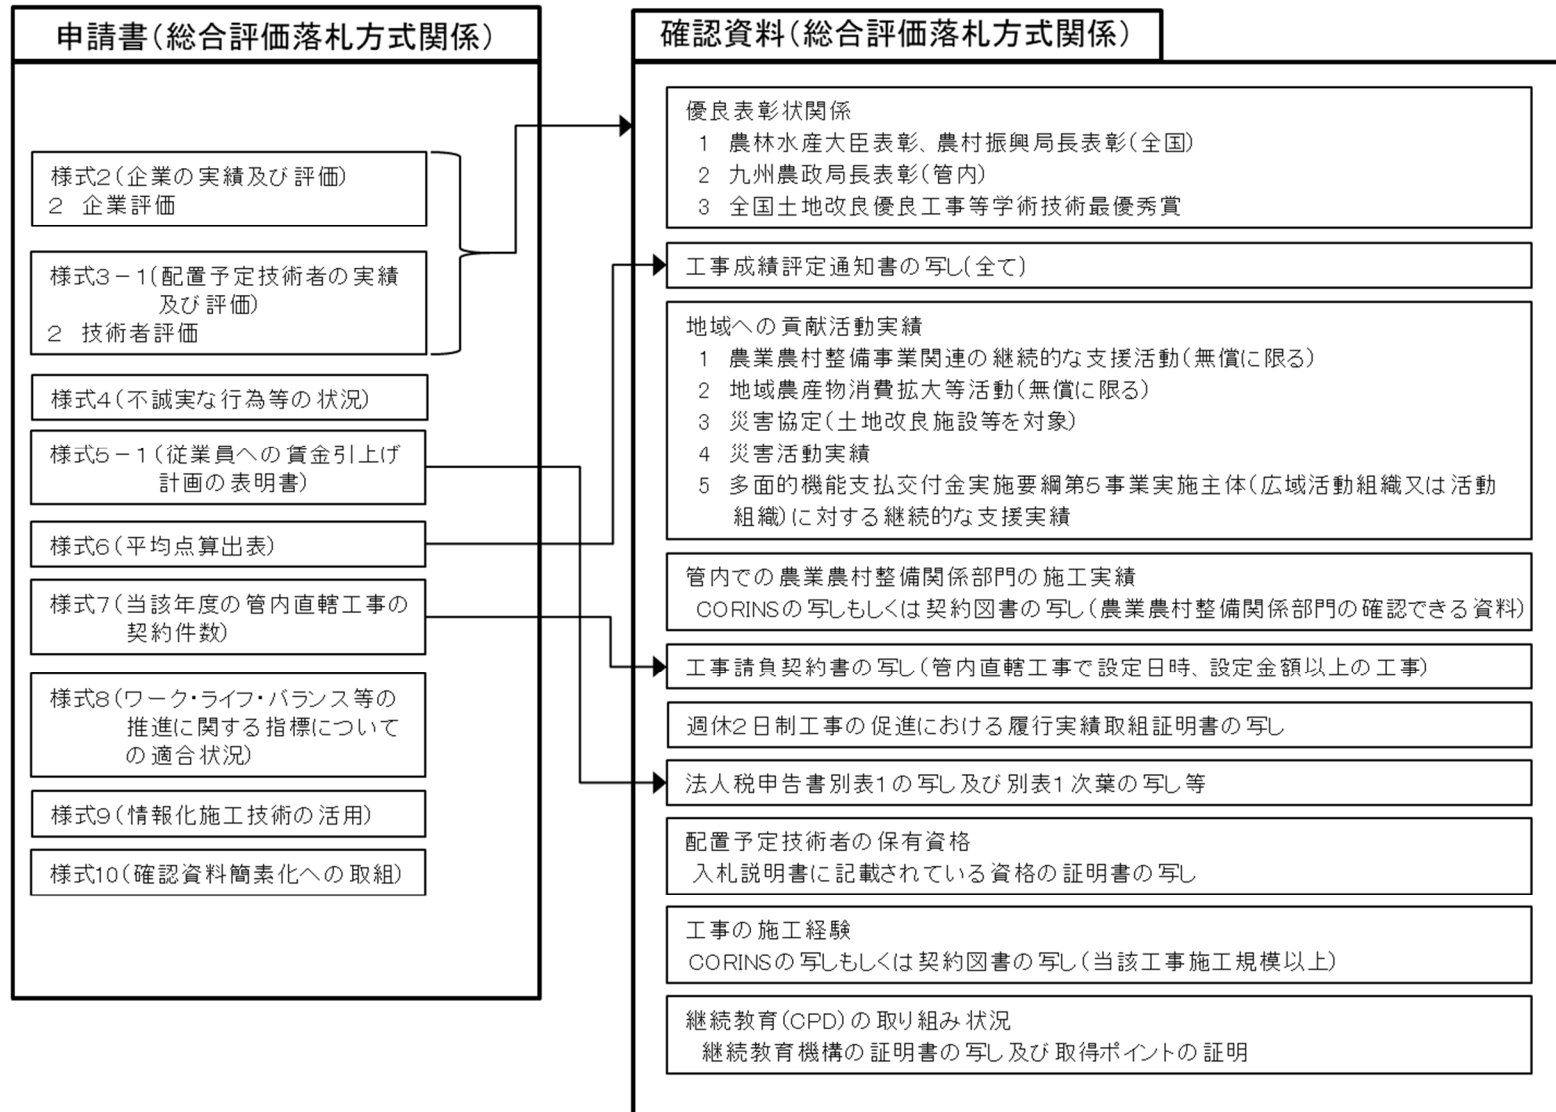 申請書(総合評価落札方式関係)
様式2(企業の実績及び評価)
2 企業評価
様式3-1(配置予定技術者の実績
及び評価)
2 技術者評価
様式4(不誠実な行為等の状況)
様式5-1(従業員への賃金引上げ
計画の表明書)
様式6(平均点算出表)
様式7(当該年度の管内直轄工事の
契約件数)
様式8(ワーク・ライフ・バランス等の
推進に関する指標について
の適合状況)
様式9(情報化施工技術の活用)
様式10(確認資料簡素化への取組)
確認資料(総合評価落札方式関係)
優良表彰状関係
1 農林水産大臣表彰、農村振興局長表彰(全国)
2 九州農政局長表彰(管内)
3 全国土地改良優良工事等学術技術最優秀賞
工事成績評定通知書の写し(全て)
地域への貢献活動実績
1 農業農村整備事業関連の継続的な支援活動(無償に限る)
2 地域農産物消費拡大等活動(無償に限る)
3 災害協定(土地改良施設等を対象)
4 災害活動実績
5 多面的機能支払交付金実施要綱第5事業実施主体(広域活動組織又は活動
組織)に対する継続的な支援実績
管内での農業農村整備関係部門の施工実績
CORINSの写しもしくは契約図書の写し(農業農村整備関係部門の確認できる資料)
工事請負契約書の写し(管内直轄工事で設定日時、設定金額以上の工事)
週休2日制工事の促進における履行実績取組証明書の写し
法人税申告書別表1の写し及び別表1次葉の写し等
配置予定技術者の保有資格
入札説明書に記載されている資格の証明書の写し
工事の施工経験
CORINSの写しもしくは契約図書の写し(当該工事施工規模以上)
継続教育(CPD)の取り組み状況
継続教育機構の証明書の写し及び取得ポイントの証明